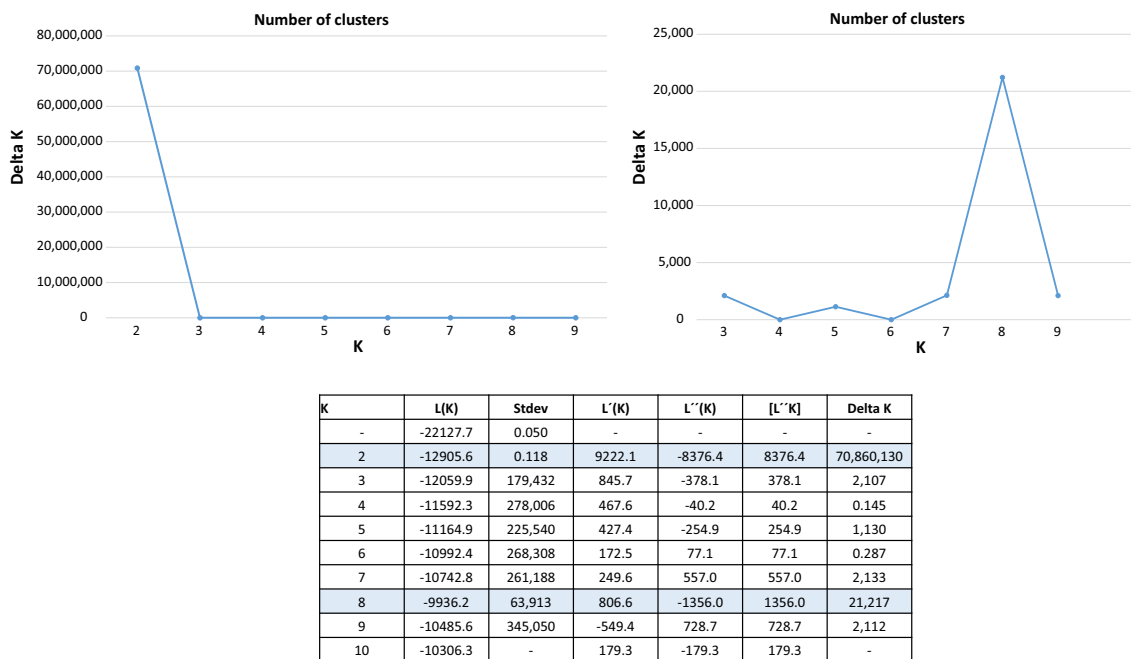 Number of clusters
80,000,000
70,000,000
60,000,000
50,000,000
40,000,000
30,000,000
20,000,000
10,000,000
0
Delta K
2 3 4 5 6 7 8 9
K
Number of clusters
25,000
20,000
15,000
10,000
5,000
0
Delta K
3 4 5 6 7 8 9
K
K L(K) Stdev L´(K) L´´(K) [L´´K] Delta K
- -22127.7 0.050 - - - -
2 -12905.6 0.118 9222.1 -8376.4 8376.4 70,860,130
3 -12059.9 179,432 845.7 -378.1 378.1 2,107
4 -11592.3 278,006 467.6 -40.2 40.2 0.145
5 -11164.9 225,540 427.4 -254.9 254.9 1,130
6 -10992.4 268,308 172.5 77.1 77.1 0.287
7 -10742.8 261,188 249.6 557.0 557.0 2,133
8 -9936.2 63,913 806.6 -1356.0 1356.0 21,217
9 -10485.6 345,050 -549.4 728.7 728.7 2,112
10 -10306.3 - 179.3 -179.3 179.3 -